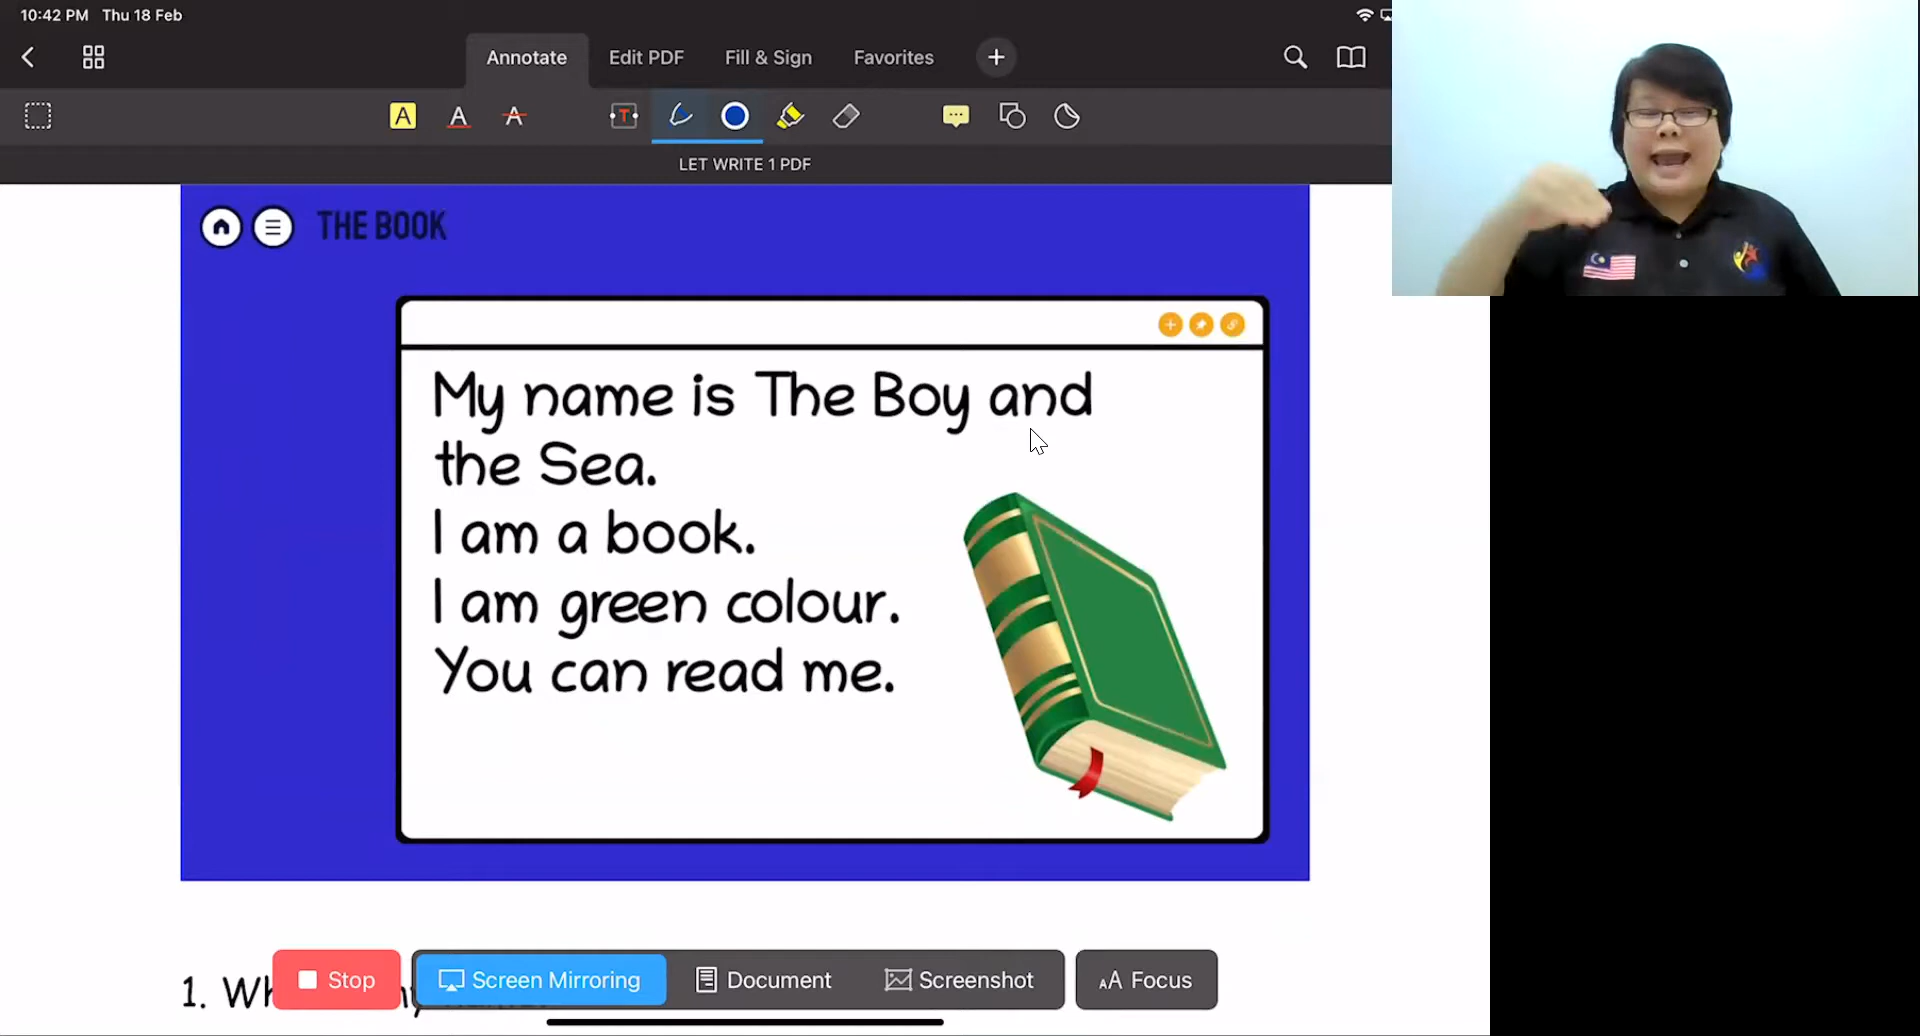 10:42 PM Thu 18 Feb
Annotate Edit PDF Fill & Sign Favorites
A A A T
LET WRITE 1 PDF
THE BOOK
My name is The Boy and
the Sea.
I am a book.
I am green colour.
You can read me.
1.
Stop Screen Mirroring Document Screenshot AA Focus